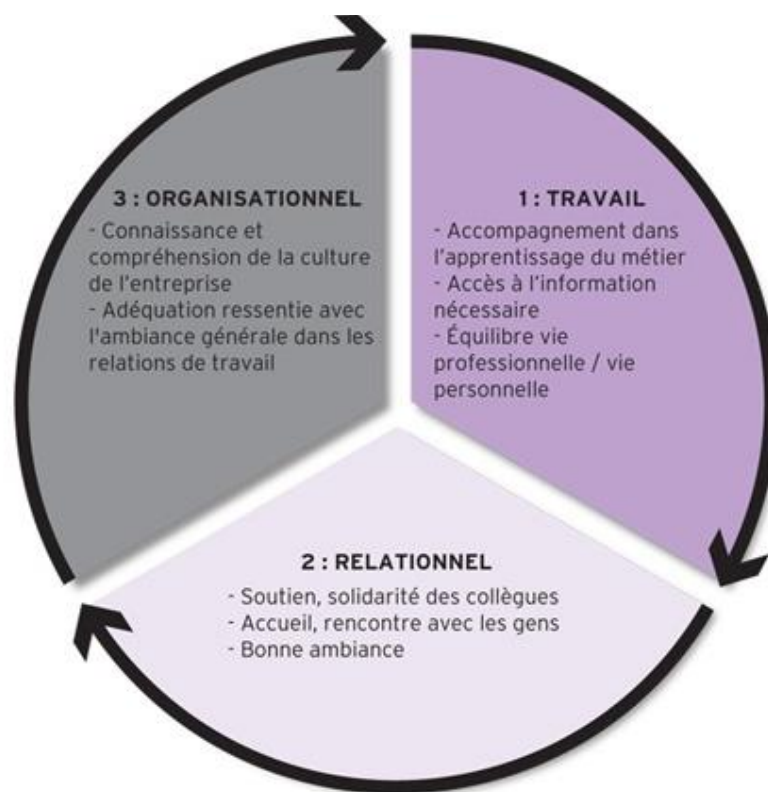 3 : ORGANISATIONNEL
- Connaissance et
compréhension de la culture
de l'entreprise
- Adéquation ressentie avec
l'ambiance générale dans les
relations de travail
1 : TRAVAIL
- Accompagnement dans
l'apprentissage du métier
- Accès à l'information
nécessaire
- Équilibre vie
professionnelle / vie
personnelle
2 : RELATIONNEL
- Soutien, solidarité des collègues
- Accueil, rencontre avec les gens
- Bonne ambiance